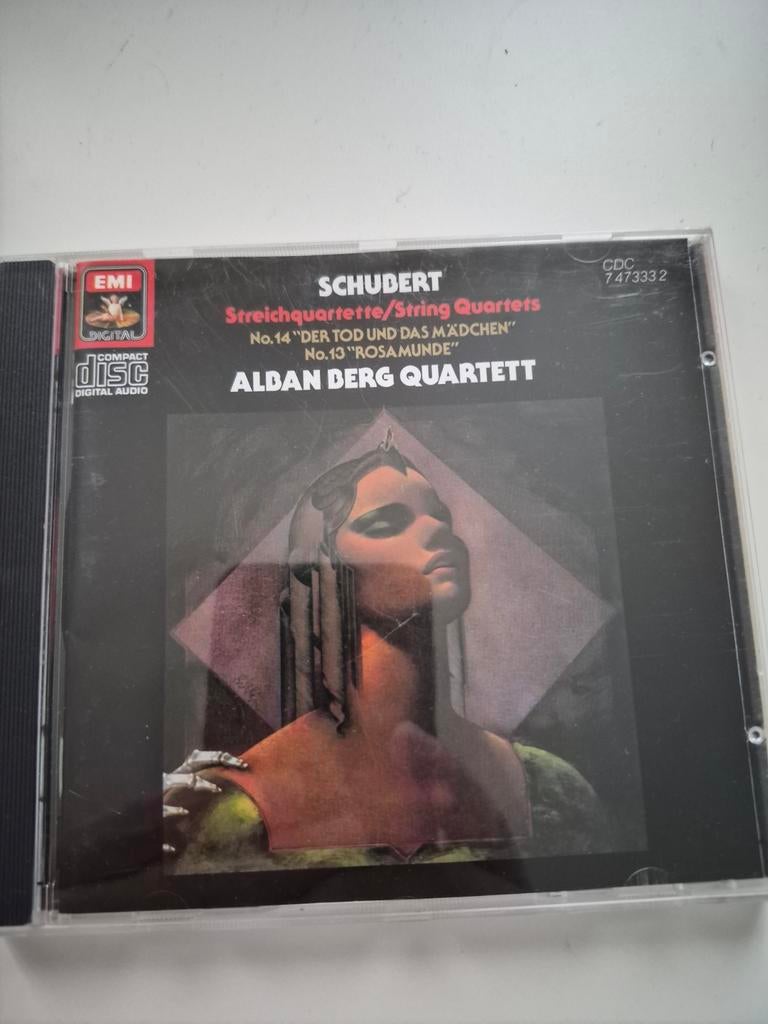 EMI
DIGITAL
COMPACT
disc
DIGITAL AUDIO
SCHUBERT
Streichquartette/String Quartets
No.14 "DER TOD UND DAS MÄDCHEN"
No.13 "ROSAMUNDE"
ALBAN BERG QUARTETT
CDC
7 47333 2